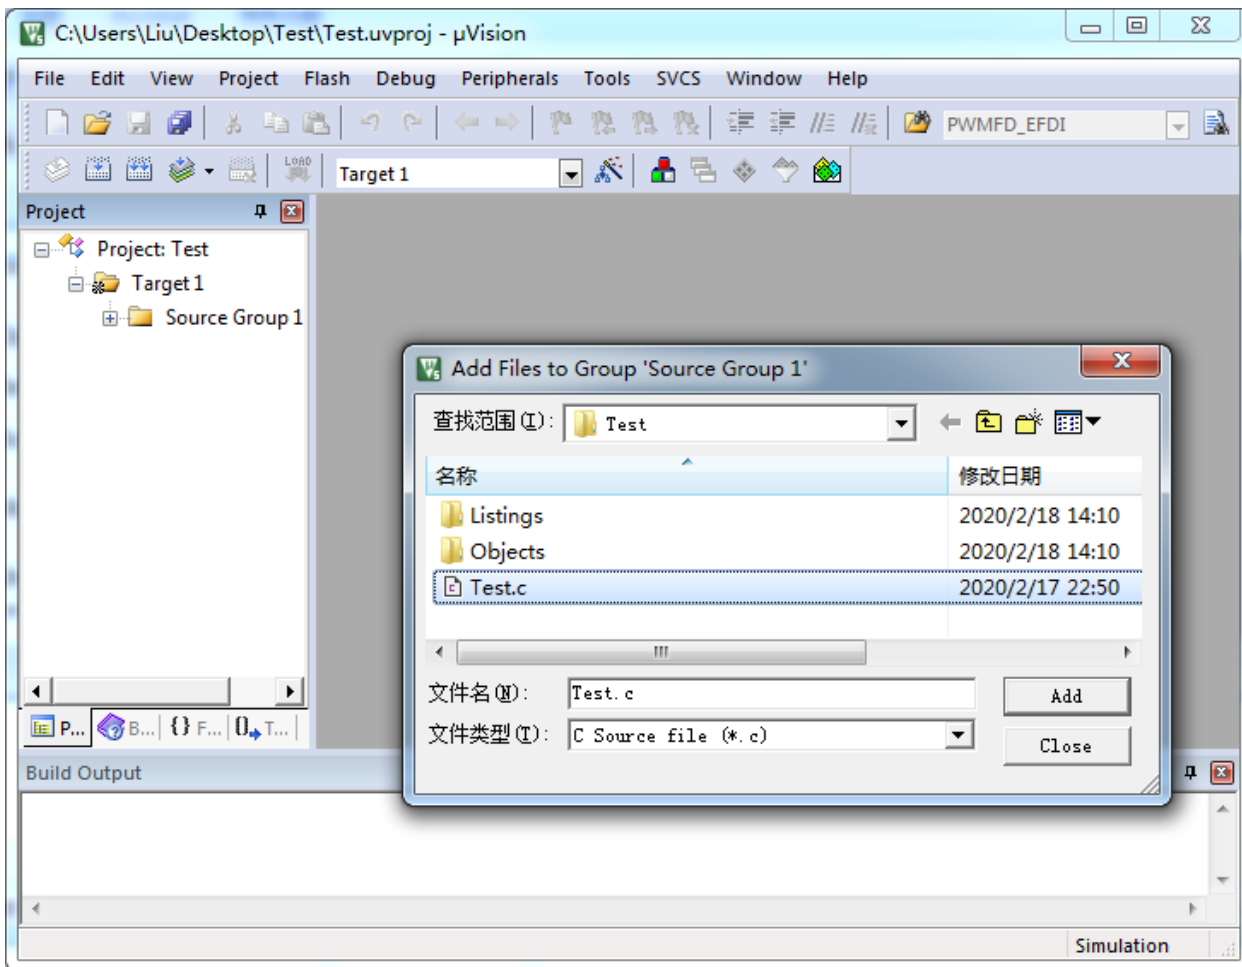 C:\Users\Liu\Desktop\Test\Test.uvproj - µVision
File Edit View Project Flash Debug Peripherals Tools SVCS Window Help
PWMFD_EFDI
LOAD
Target 1
Project
Project: Test
Target 1
Source Group 1
Add Files to Group 'Source Group 1'
查找范围(I): Test
名称 修改日期
Listings 2020/2/18 14:10
Objects 2020/2/18 14:10
Test.c 2020/2/17 22:50
文件名(N): Test.c Add
文件类型(T): C Source file (*.c) Close
P... B... {} F... 0 T...
Build Output
Simulation